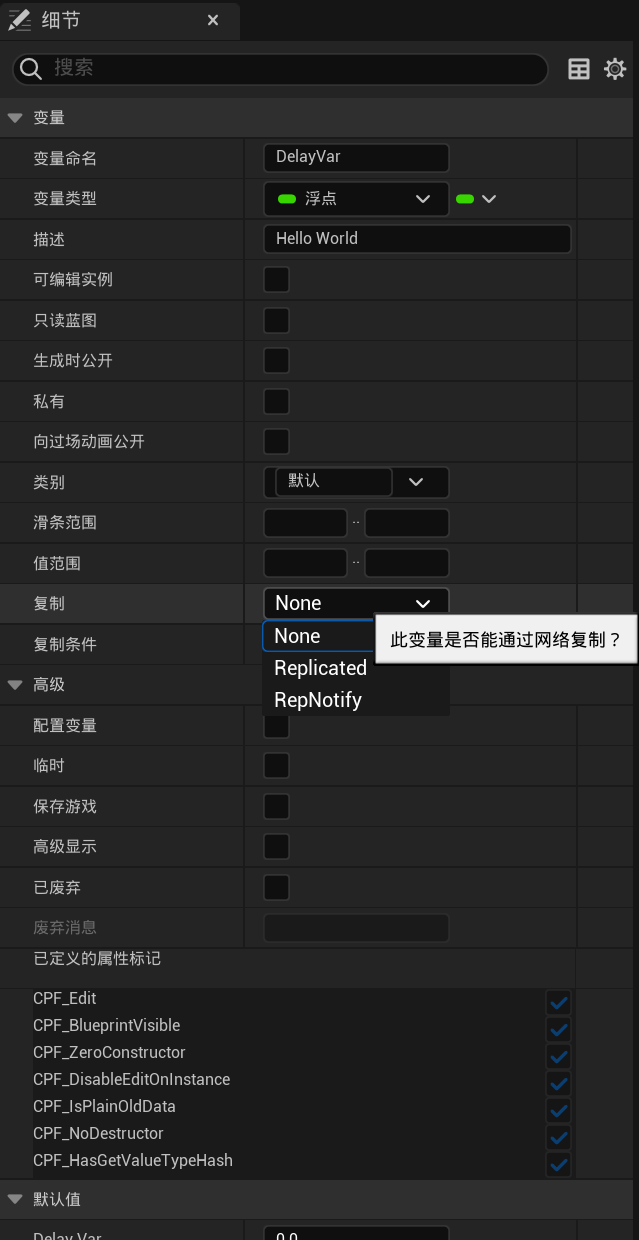 细节
搜索
变量
变量命名 DelayVar
变量类型 浮点
描述 Hello World
可编辑实例
只读蓝图
生成时公开
私有
向过场动画公开
类别 默认
滑条范围 ..
值范围 ..
复制 None
None
此变量是否能通过网络复制？
复制条件
Replicated
高级
RepNotify
配置变量
临时
保存游戏
高级显示
已废弃
废弃消息
已定义的属性标记
CPF_Edit
CPF_BlueprintVisible
CPF_ZeroConstructor
CPF_DisableEditOnInstance
CPF_IsPlainOldData
CPF_NoDestructor
CPF_HasGetValueTypeHash
默认值
Delay Var 0.0